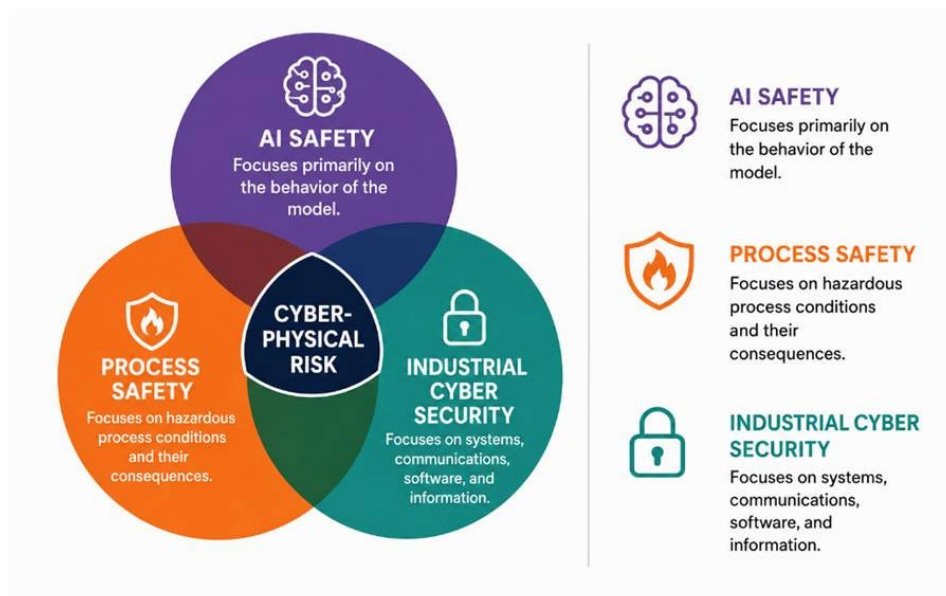 AI SAFETY
Focuses primarily on
the behavior of the
model.
CYBER-
PHYSICAL
RISK
PROCESS
SAFETY
Focuses on hazardous
process conditions
and their
consequences.
INDUSTRIAL
CYBER
SECURITY
Focuses on systems,
communications,
software, and
information.
AI SAFETY
Focuses primarily on
the behavior of the
model.
PROCESS SAFETY
Focuses on hazardous
process conditions
and their
consequences.
INDUSTRIAL CYBER
SECURITY
Focuses on systems,
communications,
software, and
information.